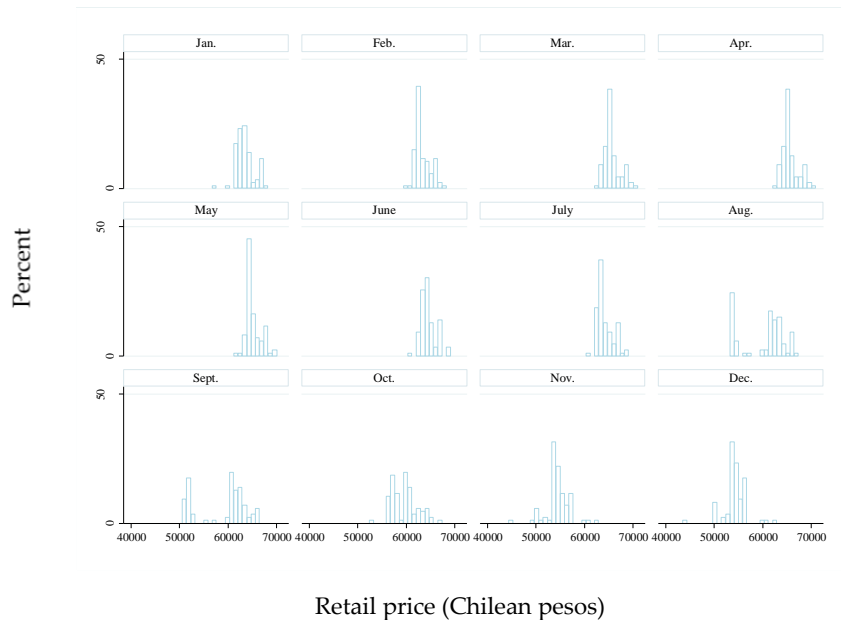 Jan. Feb. Mar. Apr.
50
0
May June July Aug.
50
0
Percent
Sept. Oct. Nov. Dec.
50
0
40000 50000 60000 70000 40000 50000 60000 70000 40000 50000 60000 70000 40000 50000 60000 70000
Retail price (Chilean pesos)